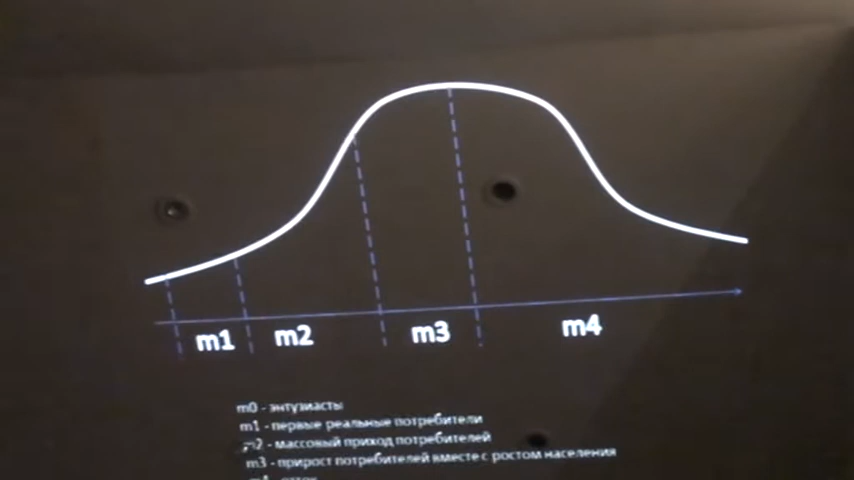 m1 m2 m3 m4
m0 - энтузиасты
m1 - первые реальные потребители
m2 - массовый приход потребителей
m3 - прирост потребителей вместе с ростом населения